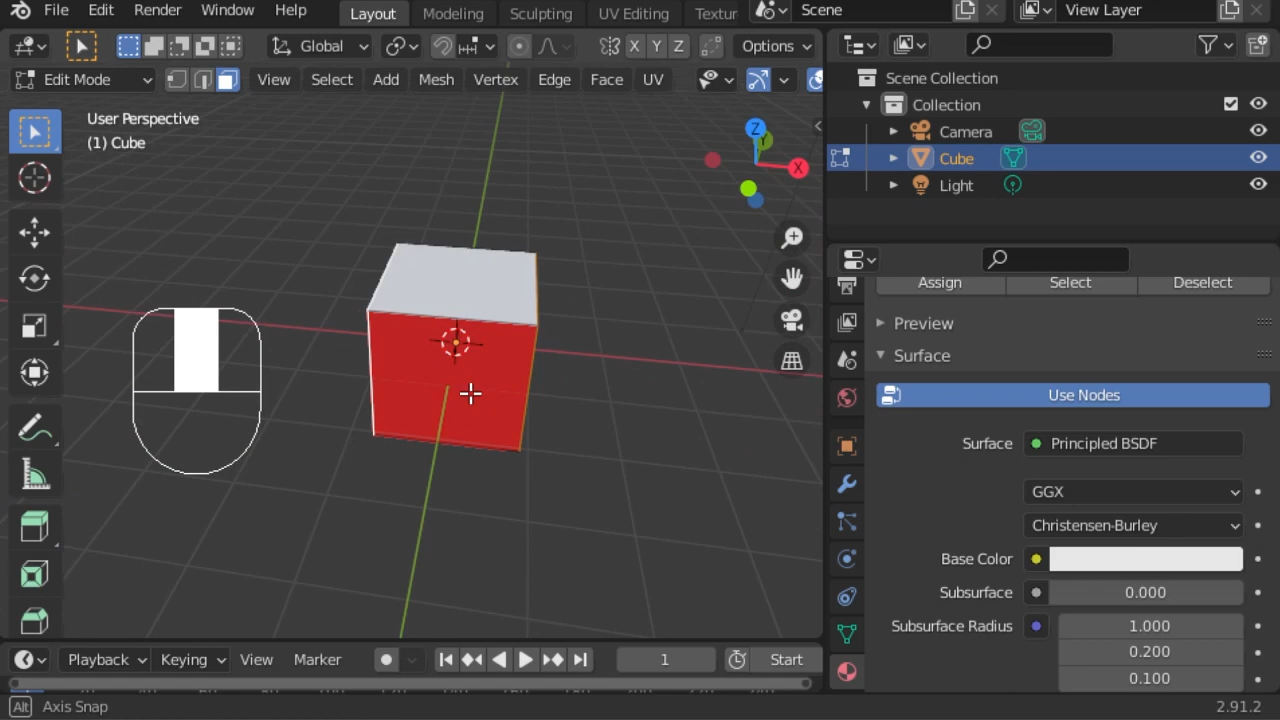 File Edit Render Window Help Layout Modeling Sculpting UV Editing Textur Scene View Layer
Global X Y Z Options
Edit Mode View Select Add Mesh Vertex Edge Face UV
Scene Collection
Collection
Camera
Cube
Light
User Perspective
(1) Cube
Z
X
Assign Select Deselect
Preview
Surface
Use Nodes
Surface Principled BSDF
GGX
Christensen-Burley
Base Color
Subsurface 0.000
Subsurface Radius 1.000
0.200
0.100
Playback Keying View Marker 1 Start
Alt Axis Snap 2.91.2